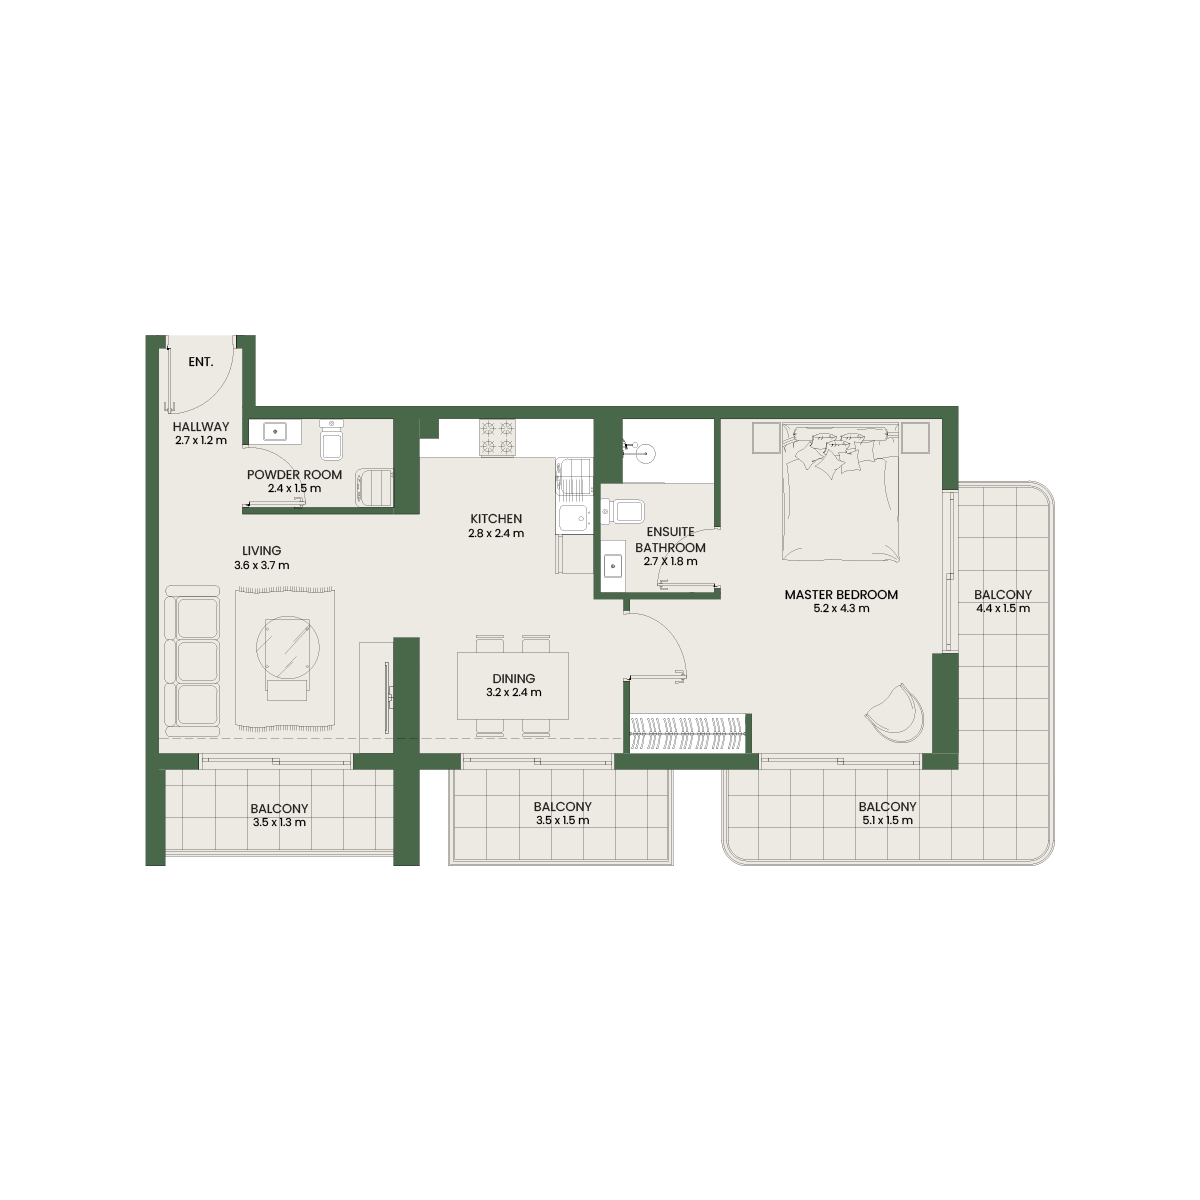 ENT.
HALLWAY
2.7 x 1.2 m
POWDER ROOM
2.4 x 1.5 m
LIVING
3.6 x 3.7 m
KITCHEN
2.8 x 2.4 m
ENSUITE
BATHROOM
2.7 X 1.8 m
MASTER BEDROOM
5.2 x 4.3 m
BALCONY
4.4 x 1.5 m
DINING
3.2 x 2.4 m
BALCONY
3.5 x 1.3 m
BALCONY
3.5 x 1.5 m
BALCONY
5.1 x 1.5 m